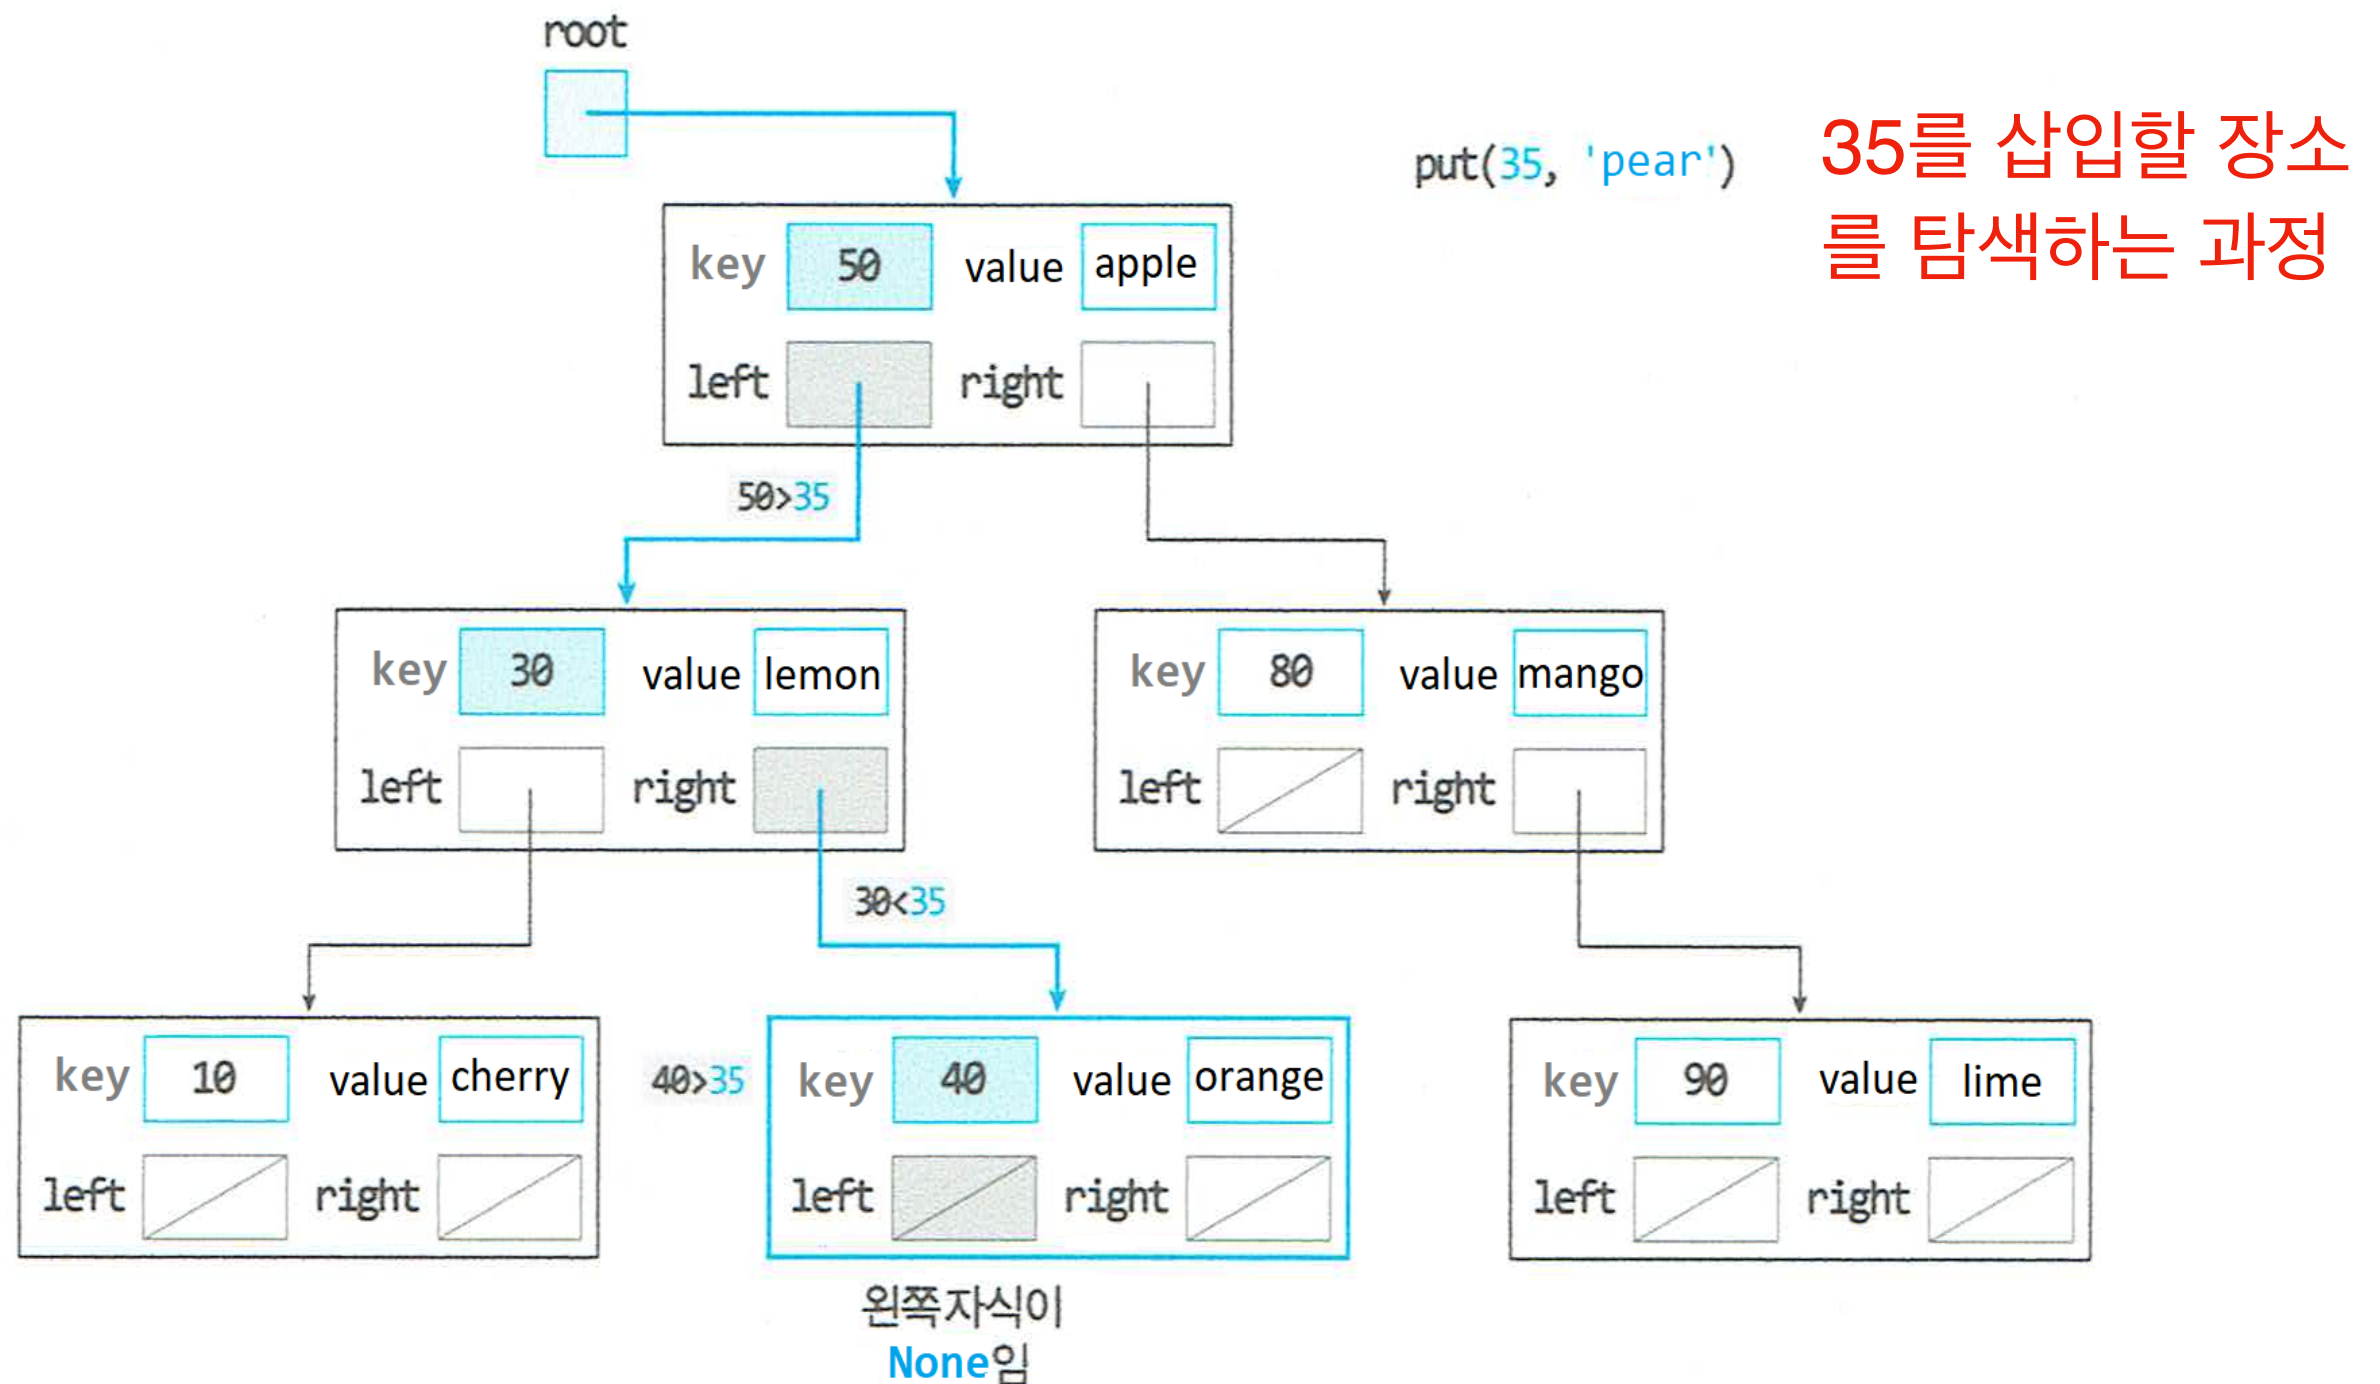 root
put(35, 'pear')
35를 삽입할 장소
를 탐색하는 과정
key 50 value apple
left right
50>35
key 30 value lemon
left right
key 80 value mango
left right
30<35
key 10 value cherry
left right
40>35
key 40 value orange
left right
key 90 value lime
left right
왼쪽자식이
None임